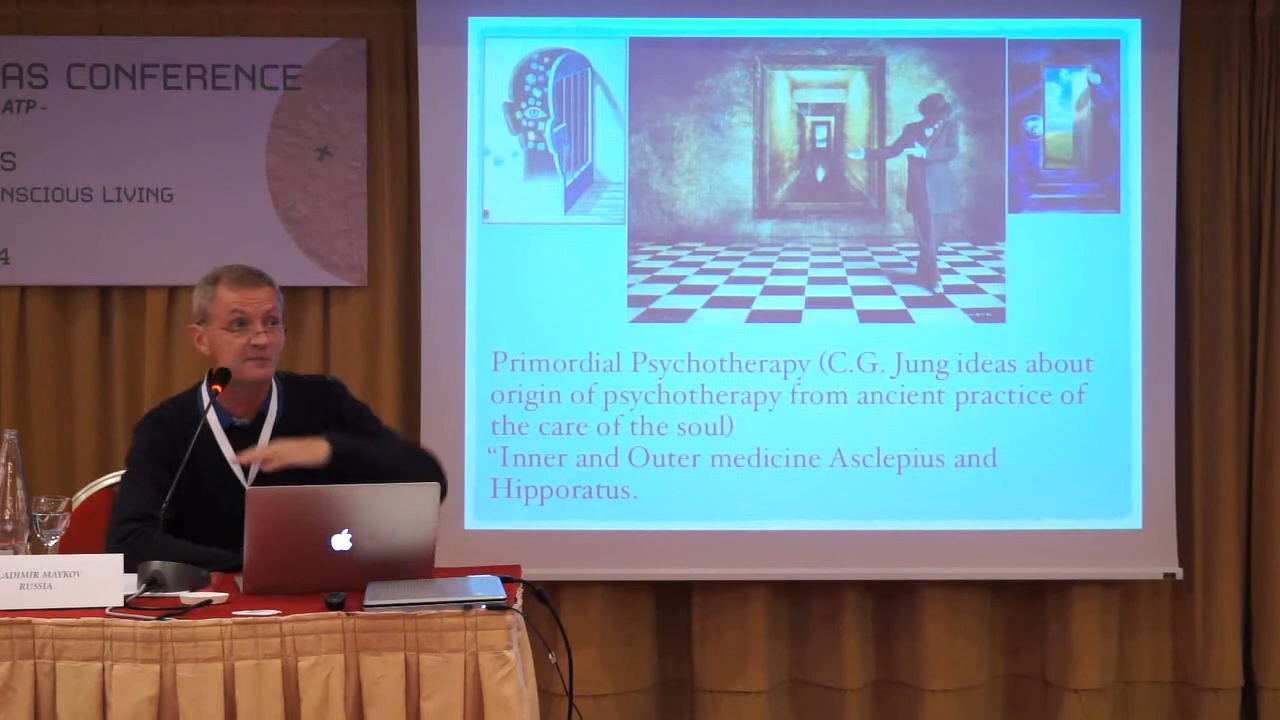 AS CONFERENCE
ATP -
S
NSCIOUS LIVING
4
Primordial Psychotherapy (C.G. Jung ideas about
origin of psychotherapy from ancient practice of
the care of the soul)
“Inner and Outer medicine Asclepius and
Hipporatus.
LADIMIR MAYKOV
RUSSIA